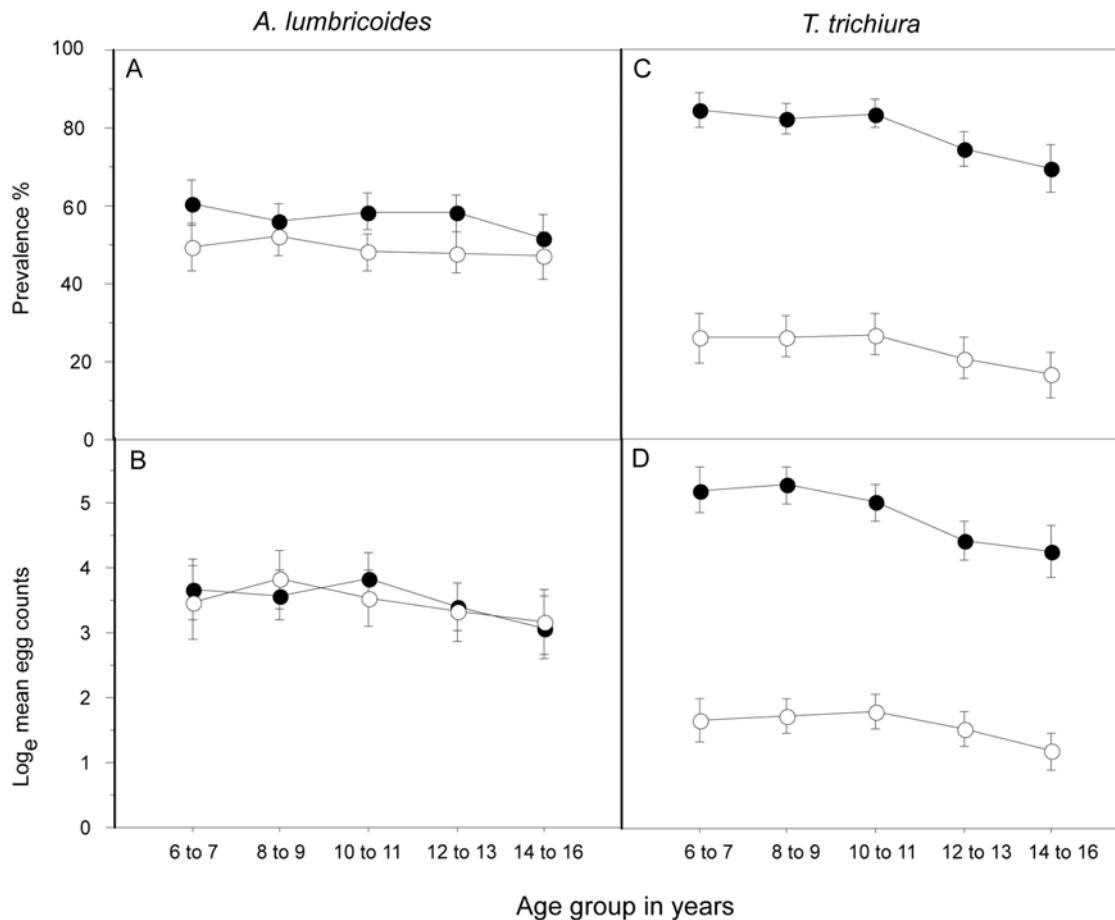 A. lumbricoides
T. trichiura
A
C
100
80
60
40
20
0
Prevalence %
B
D
5
4
3
2
1
0
Logₑ mean egg counts
6 to 7 8 to 9 10 to 11 12 to 13 14 to 16
6 to 7 8 to 9 10 to 11 12 to 13 14 to 16
Age group in years